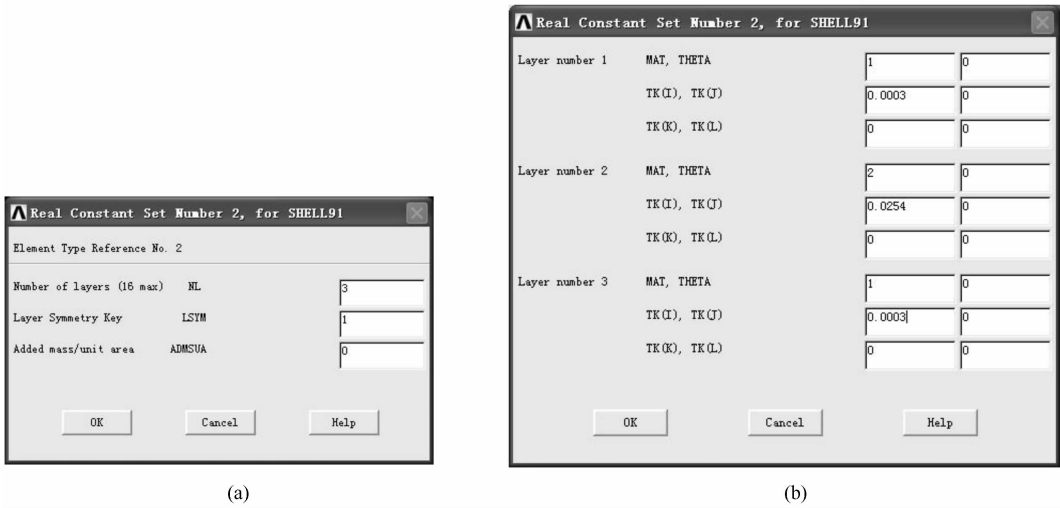 Real Constant Set Number 2, for SHELL91
Element Type Reference No. 2
Number of layers (16 max) NL 3
Layer Symmetry Key LSYM 1
Added mass/unit area ADMSUA 0
OK Cancel Help
(a)
Real Constant Set Number 2, for SHELL91
Layer number 1 MAT, THETA 1 0
TK(I), TK(J) 0.0003 0
TK(K), TK(L) 0 0
Layer number 2 MAT, THETA 2 0
TK(I), TK(J) 0.0254 0
TK(K), TK(L) 0 0
Layer number 3 MAT, THETA 1 0
TK(I), TK(J) 0.0003 0
TK(K), TK(L) 0 0
OK Cancel Help
(b)